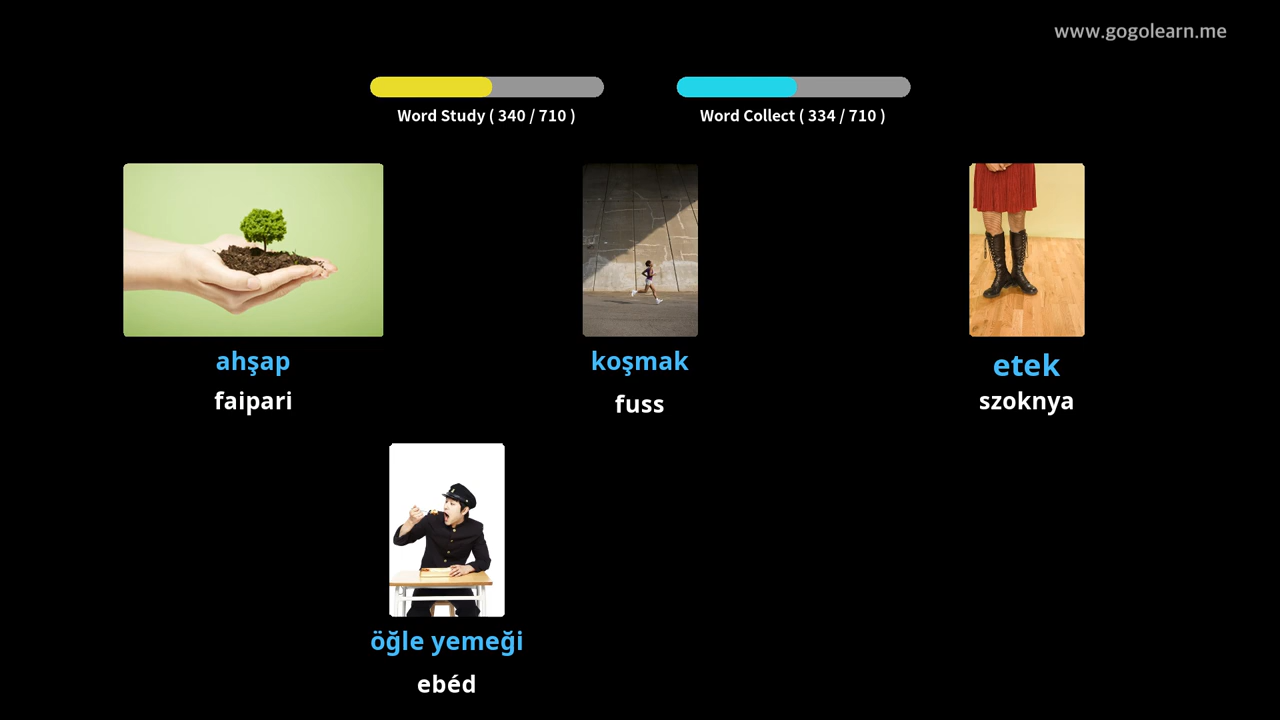 www.gogolearn.me
Word Study ( 340 / 710 )
Word Collect ( 334 / 710 )
ahşap
faipari
koşmak
fuss
etek
szoknya
öğle yemeği
ebéd